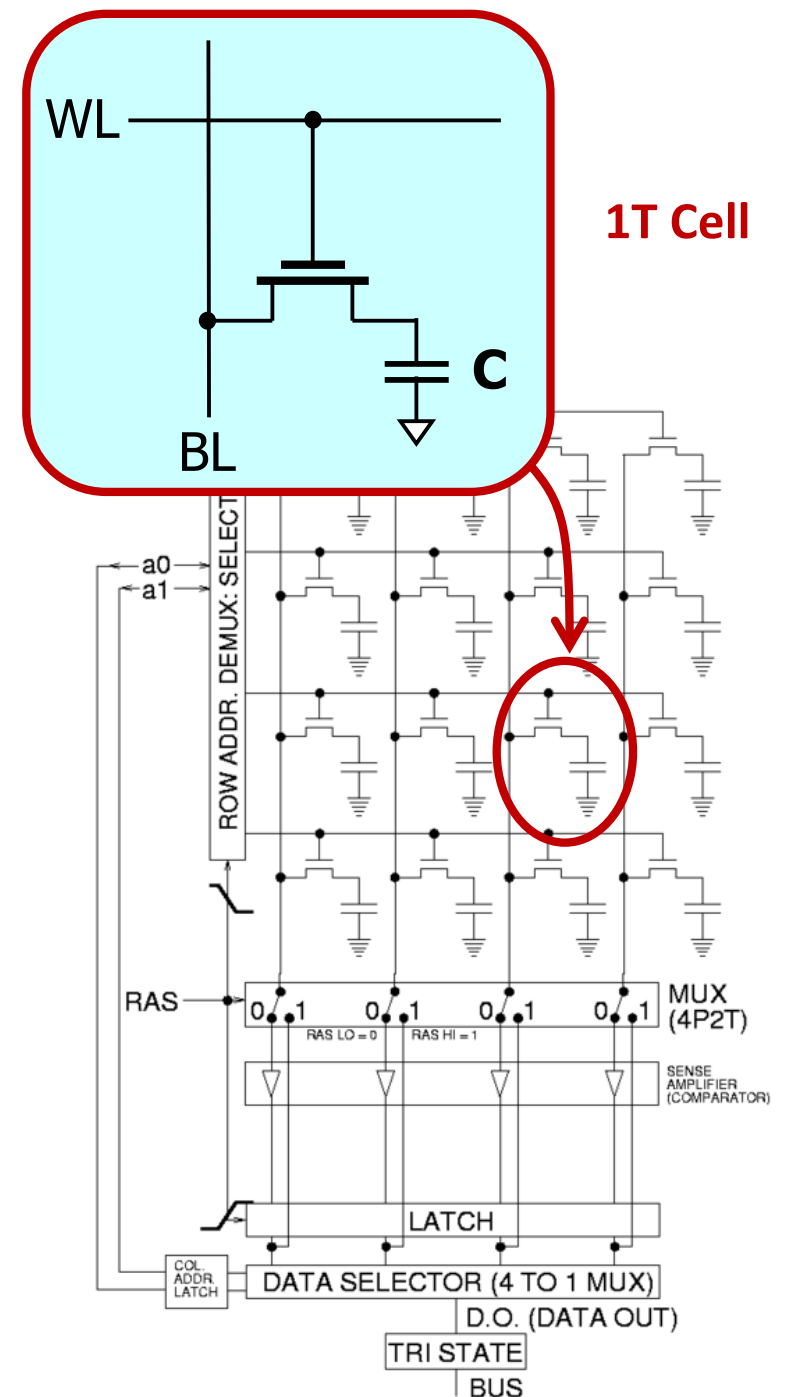 WL
1T Cell
C
BL
ROW ADDR. DEMUX: SELECT
a0
a1
RAS
0 1 0 1 0 1 0 1
MUX
(4P2T)
RAS LO = 0 RAS HI = 1
SENSE
AMPLIFIER
(COMPARATOR)
LATCH
COL.
ADDR.
LATCH
DATA SELECTOR (4 TO 1 MUX)
D.O. (DATA OUT)
TRI STATE
BUS